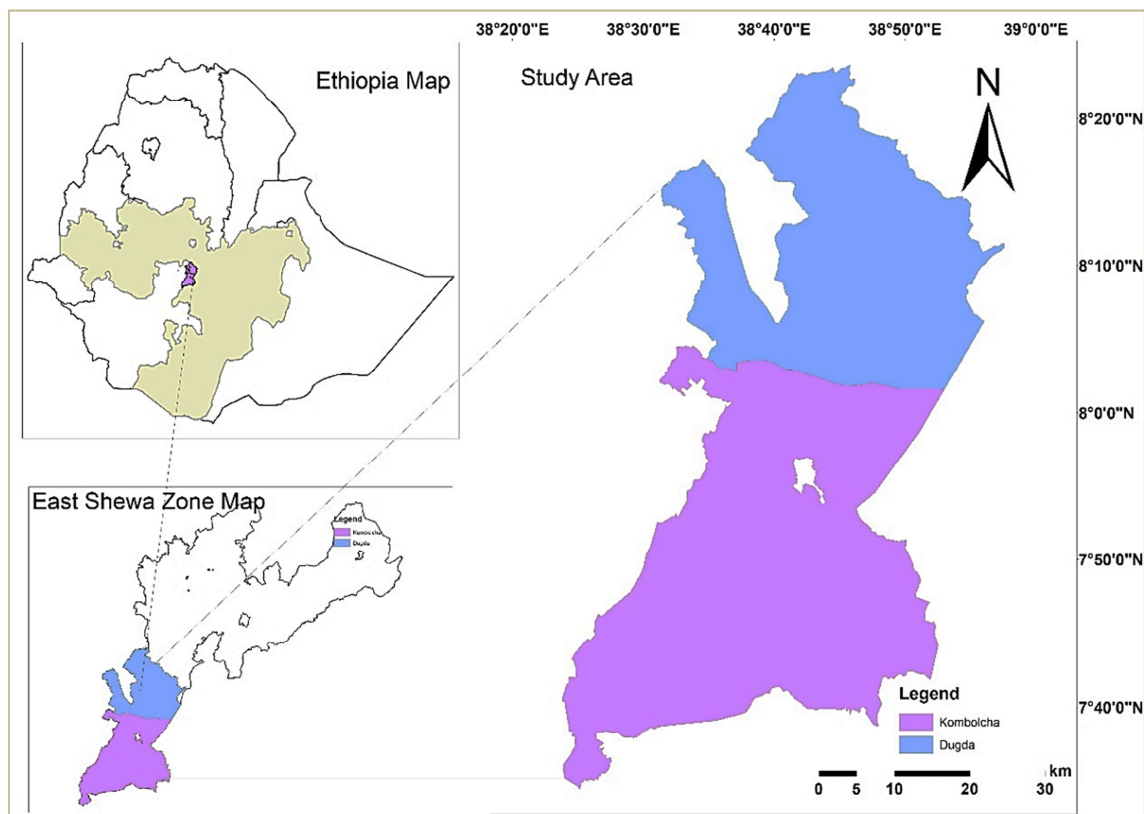 38°20'0"E 38°30'0"E 38°40'0"E 38°50'0"E 39°0'0"E
Ethiopia Map
Study Area
N
8°20'0"N
8°10'0"N
8°0'0"N
7°50'0"N
7°40'0"N
East Shewa Zone Map
Legend
Kombolcha
Dugda
Legend
Kombolcha
Dugda
km
0 5 10 20 30